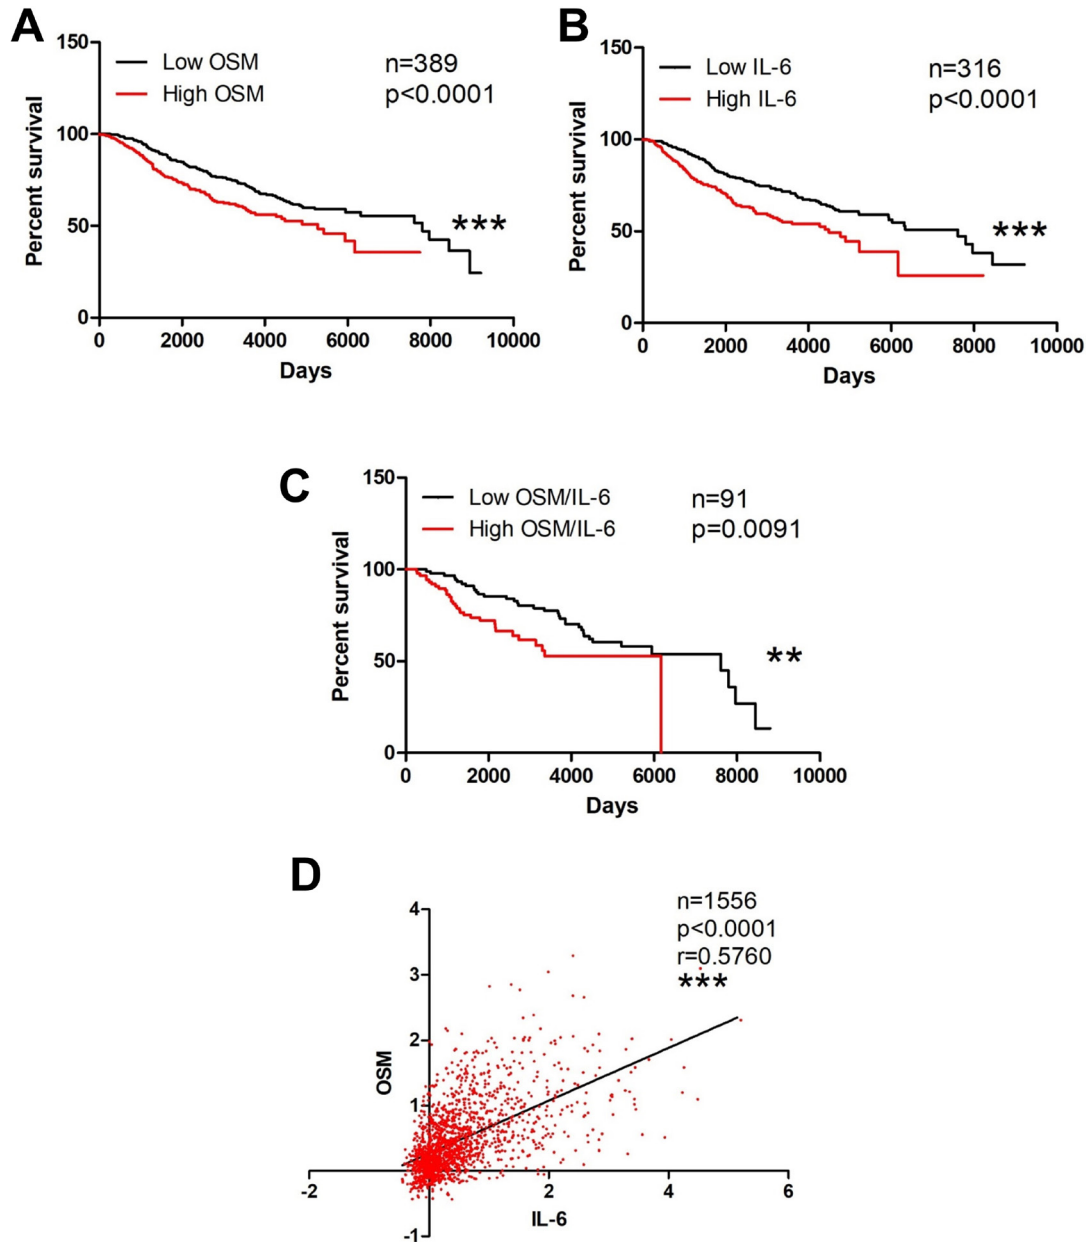 A
150
100
50
0
Percent survival
Low OSM
High OSM
n=389
p<0.0001
***
0 2000 4000 6000 8000 10000
Days
B
150
100
50
0
Percent survival
Low IL-6
High IL-6
n=316
p<0.0001
***
0 2000 4000 6000 8000 10000
Days
C
150
100
50
0
Percent survival
Low OSM/IL-6
High OSM/IL-6
n=91
p=0.0091
**
0 2000 4000 6000 8000 10000
Days
D
n=1556
p<0.0001
r=0.5760
***
4
3
2
1
-1
OSM
-2 2 4 6
IL-6